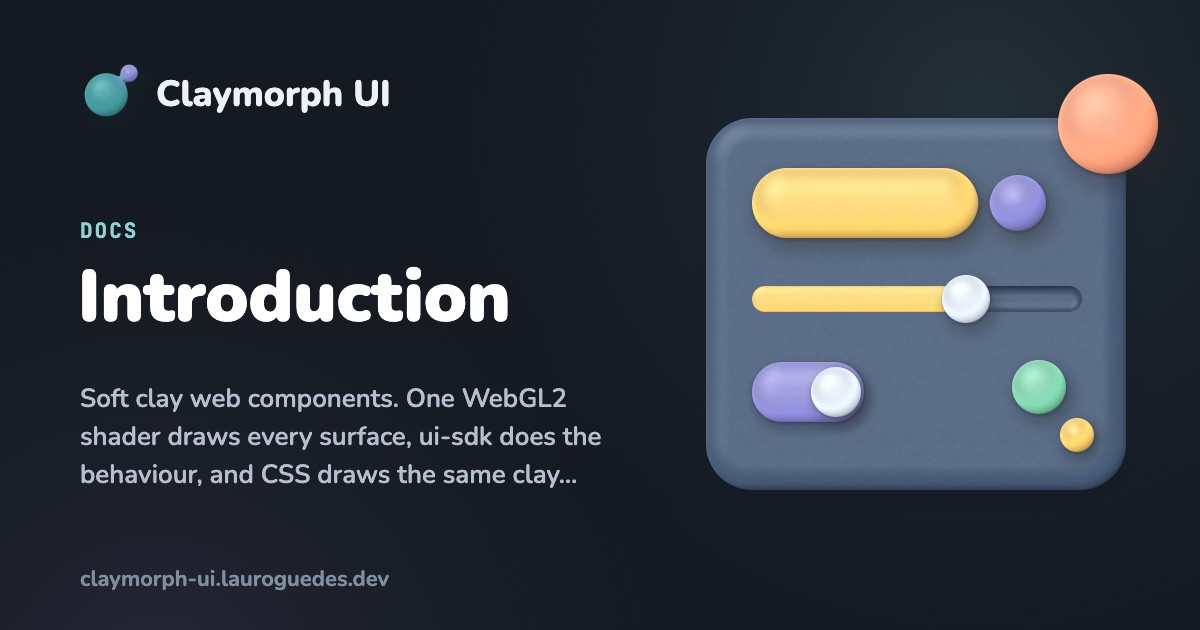 Claymorph UI
DOCS
Introduction
Soft clay web components. One WebGL2
shader draws every surface, ui-sdk does the
behaviour, and CSS draws the same clay...
claymorph-ui.lauroguedes.dev